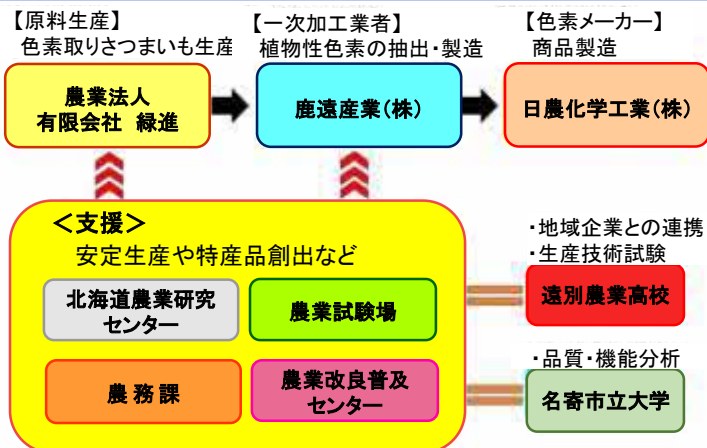 【原料生産】
色素取りさつまいも生産
農業法人
有限会社 緑進
【一次加工業者】
植物性色素の抽出・製造
鹿遠産業(株)
【色素メーカー】
商品製造
日農化学工業(株)
＜支援＞
安定生産や特産品創出など
北海道農業研究
センター
農業試験場
農務課
農業改良普及
センター
・地域企業との連携
・生産技術試験
遠別農業高校
・品質・機能分析
名寄市立大学